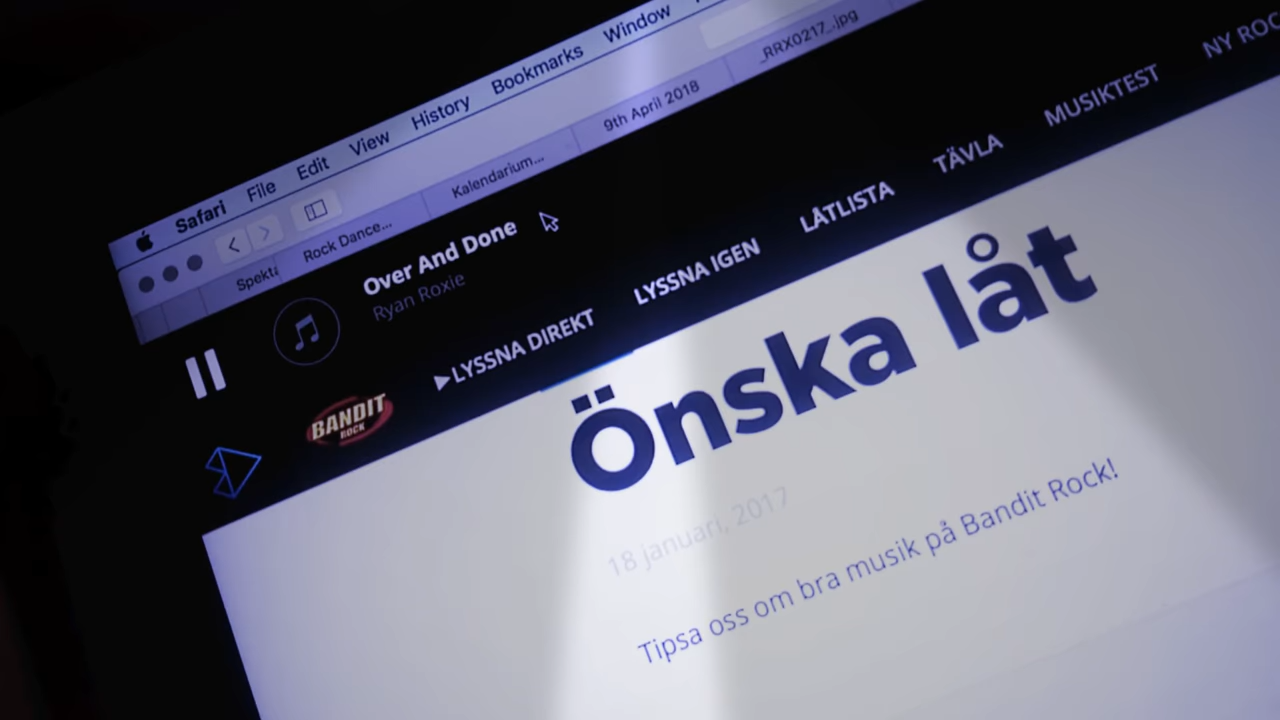 Safari File Edit View History Bookmarks Window
Rock Dance... Kalendarium... 9th April 2018 _RRX0217_.jpg
Over And Done
Ryan Roxie
BANDIT
ROCK
▶LYSSNA DIREKT LYSSNA IGEN LÅTLISTA TÄVLA MUSIKTEST NY
Önska låt
18 januari, 2017
Tipsa oss om bra musik på Bandit Rock!